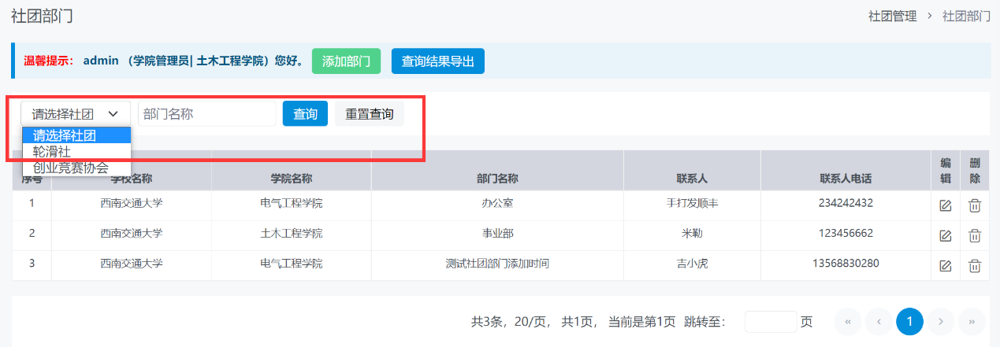 社团部门
社团管理 › 社团部门
温馨提示： admin （学院管理员| 土木工程学院）您好。 添加部门 查询结果导出
请选择社团 部门名称 查询 重置查询
请选择社团
轮滑社
创业竞赛协会
序号 学校名称 学院名称 部门名称 联系人 联系人电话 编辑 删除
1 西南交通大学 电气工程学院 办公室 手打发顺丰 234242432
2 西南交通大学 土木工程学院 事业部 米勒 123456662
3 西南交通大学 电气工程学院 测试社团部门添加时间 吉小虎 13568830280
共3条，20/页， 共1页， 当前是第1页 跳转至： 页 « ‹ 1 › »